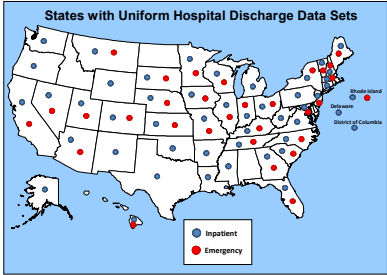 States with Uniform Hospital Discharge Data Sets
Rhode Island
Delaware
District of Columbia
Inpatient
Emergency